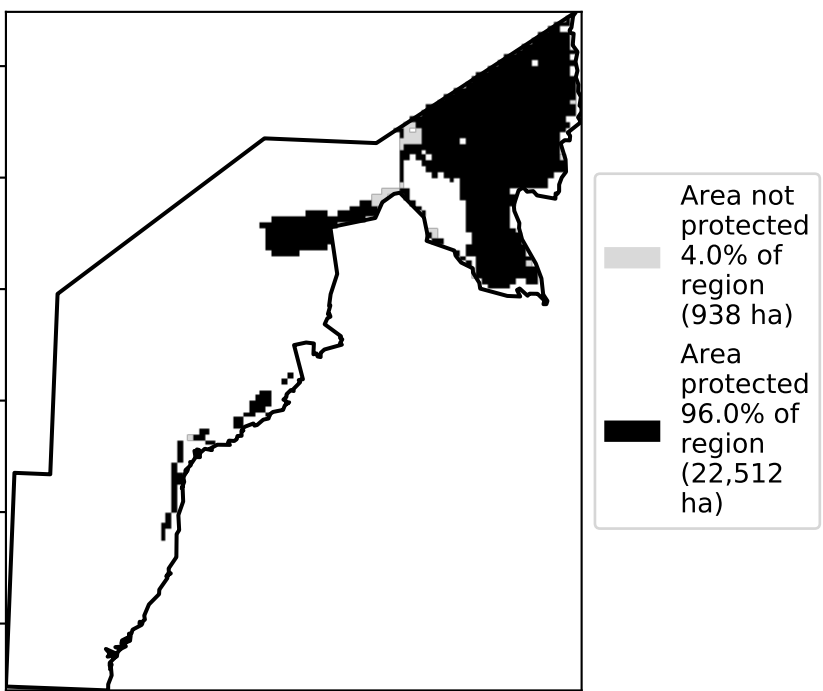 Area not
protected
4.0% of
region
(938 ha)
Area
protected
96.0% of
region
(22,512
ha)